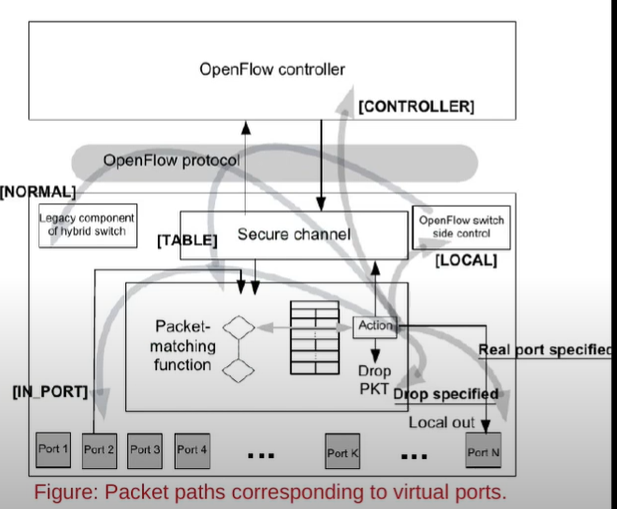 OpenFlow controller
[CONTROLLER]
OpenFlow protocol
[NORMAL]
Legacy component
of hybrid switch
[TABLE]
Secure channel
OpenFlow switch
side control
[LOCAL]
Packet-
matching
function
Action
Drop
PKT
Real port specified
Drop specified
[IN_PORT]
Local out
Port 1
Port 2
Port 3
Port 4
...
Port K
...
Port N
Figure: Packet paths corresponding to virtual ports.